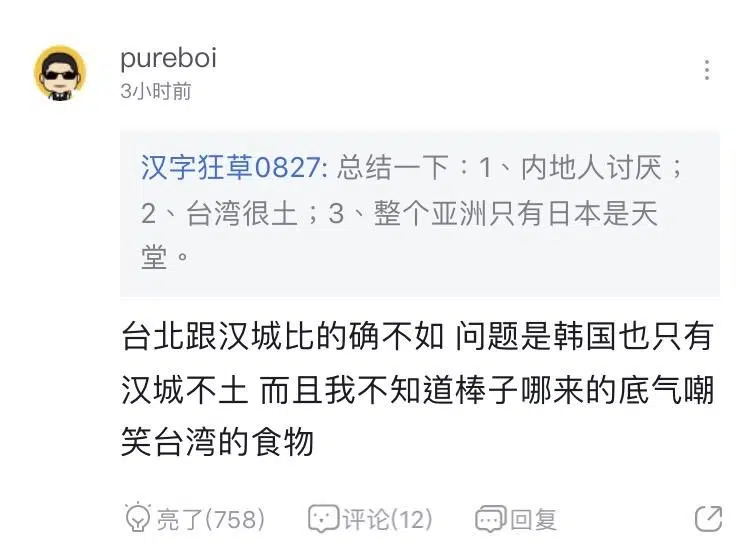 pureboi
3小时前
汉字狂草0827: 总结一下：1、内地人讨厌；
2、台湾很土；3、整个亚洲只有日本是天
堂。
台北跟汉城比的确不如 问题是韩国也只有
汉城不土 而且我不知道棒子哪来的底气嘲
笑台湾的食物
亮了(758) 评论(12) 回复